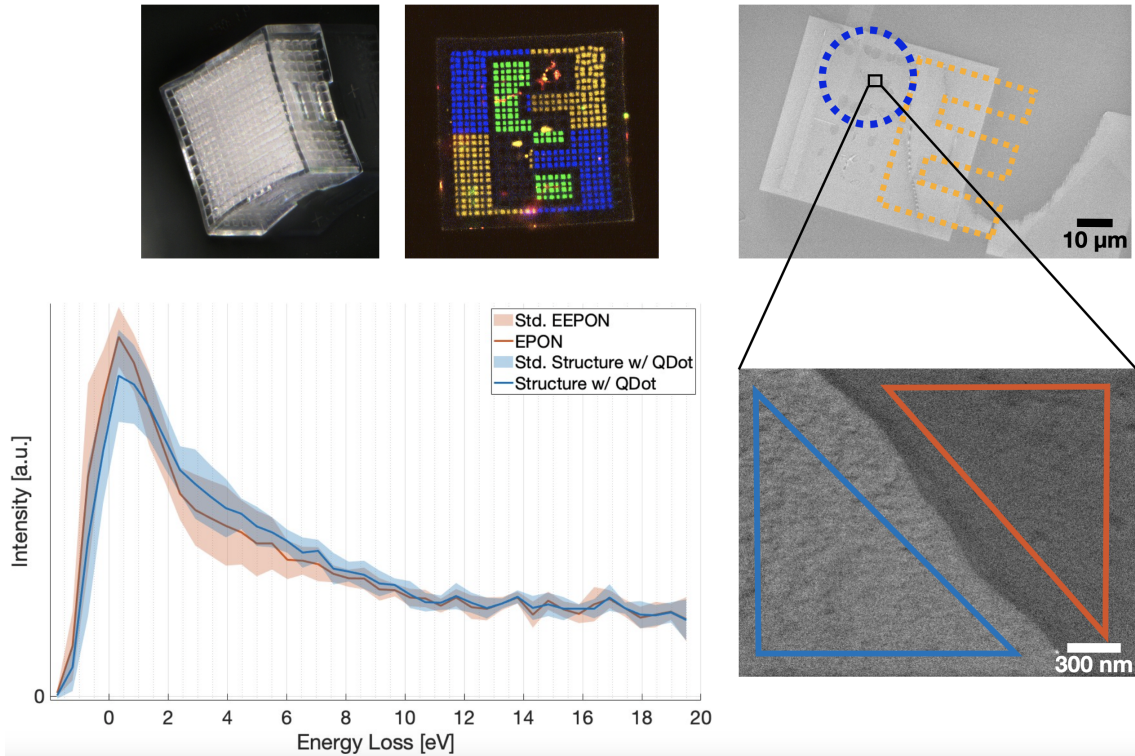 10 µm
Std. EEPON
EPON
Std. Structure w/ QDot
Structure w/ QDot
Intensity [a.u.]
0
0 2 4 6 8 10 12 14 16 18 20
Energy Loss [eV]
300 nm